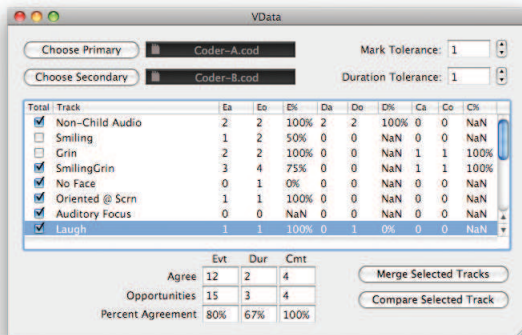 VData
Choose Primary Coder-A.cod Mark Tolerance: 1
Choose Secondary Coder-B.cod Duration Tolerance: 1
Total Track Ea Eo E% Da Do D% Ca Co C%
Non-Child Audio 2 2 100% 2 2 100% 0 0 NaN
Smiling 1 2 50% 0 0 NaN 0 0 NaN
Grin 2 2 100% 0 0 NaN 1 1 100%
SmilingGrin 3 4 75% 0 0 NaN 1 1 100%
No Face 0 1 0% 0 0 NaN 0 0 NaN
Oriented @ Scrn 1 1 100% 0 0 NaN 0 0 NaN
Auditory Focus 0 0 NaN 0 0 NaN 0 0 NaN
Laugh 1 1 100% 0 1 0% 0 0 NaN
Evt Dur Cmt
Agree 12 2 4 Merge Selected Tracks
Opportunities 15 3 4 Compare Selected Track
Percent Agreement 80% 67% 100%